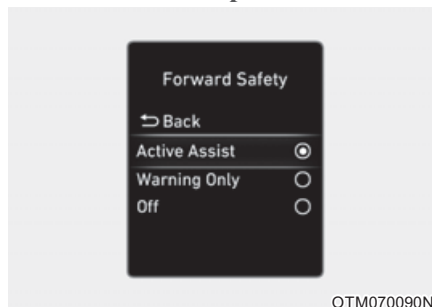 Forward Safety
Back
Active Assist
Warning Only
Off
OTM070090N